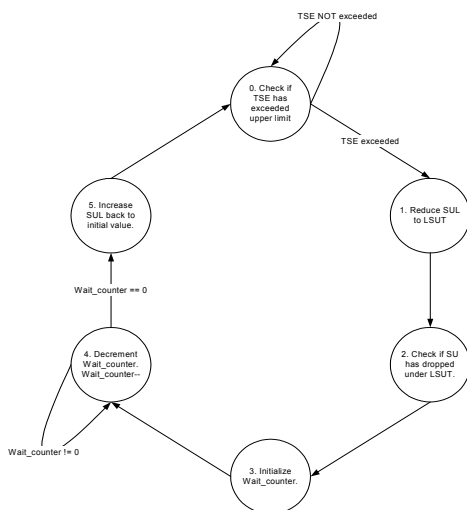 TSE NOT exceeded
0. Check if
TSE has
exceeded
upper limit
TSE exceeded
5. Increase
SUL back to
initial value.
1. Reduce SUL
to LSUT
Wait_counter == 0
4. Decrement
Wait_counter.
Wait_counter--
2. Check if SU
has dropped
under LSUT.
Wait_counter != 0
3. Initialize
Wait_counter.